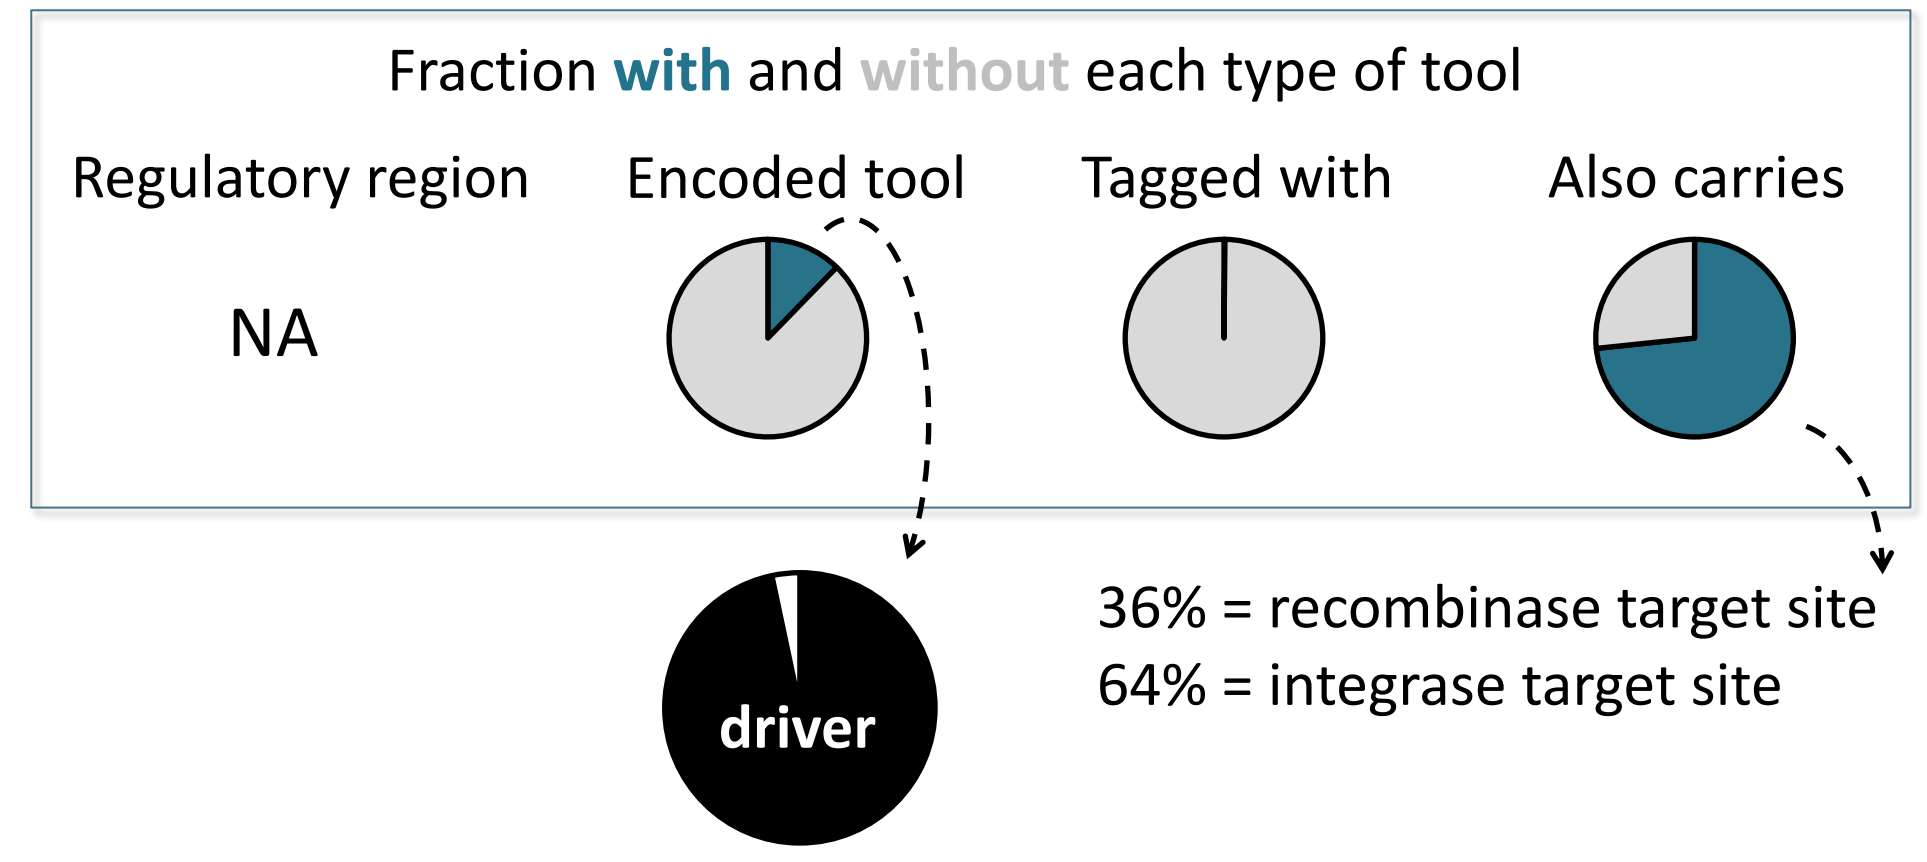 Fraction with and without each type of tool
Regulatory region
Encoded tool
Tagged with
Also carries
NA
36% = recombinase target site
64% = integrase target site
driver